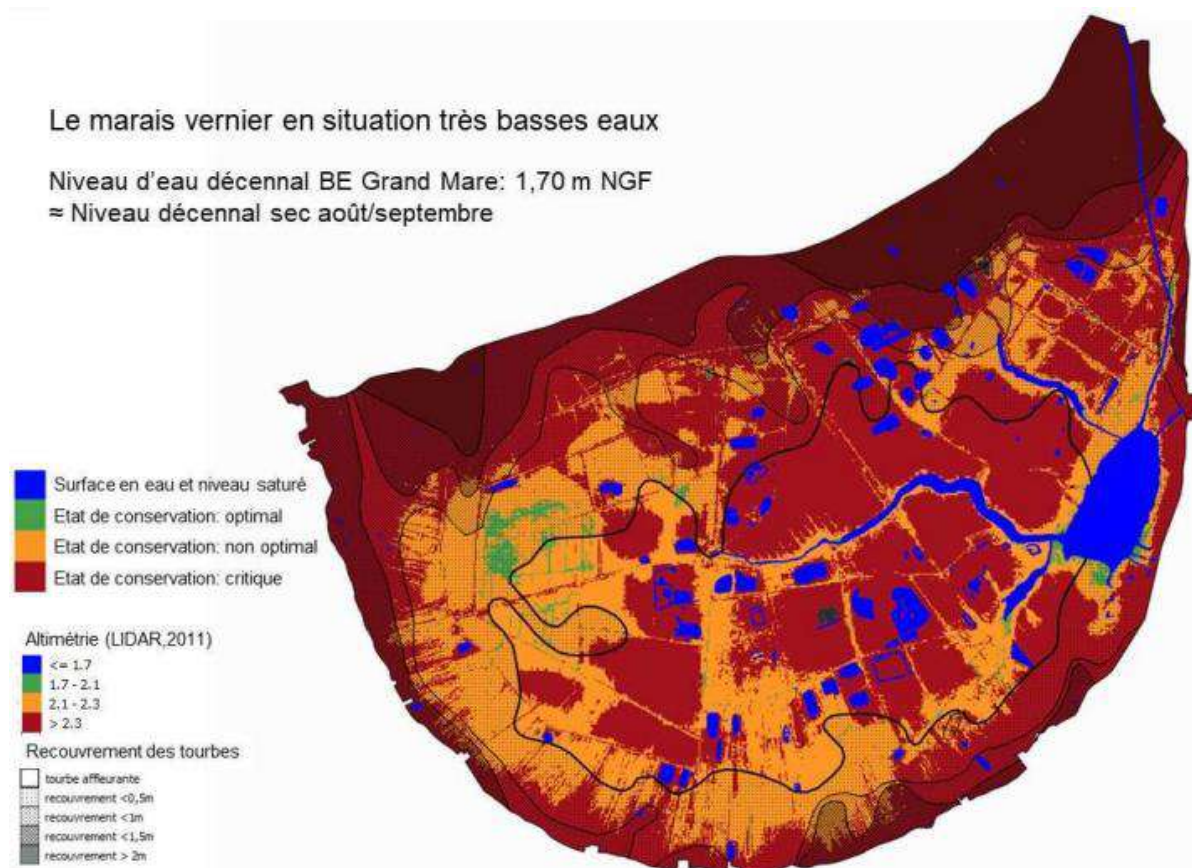 Le marais vernier en situation très basses eaux
Niveau d'eau décennal BE Grand Mare: 1,70 m NGF
≈ Niveau décennal sec août/septembre
Surface en eau et niveau saturé
Etat de conservation: optimal
Etat de conservation: non optimal
Etat de conservation: critique
Altimétrie (LIDAR,2011)
<= 1.7
1.7 - 2.1
2.1 - 2.3
> 2.3
Recouvrement des tourbes
tourbe affleurante
recouvrement <0,5m
recouvrement <1m
recouvrement <1,5m
recouvrement > 2m